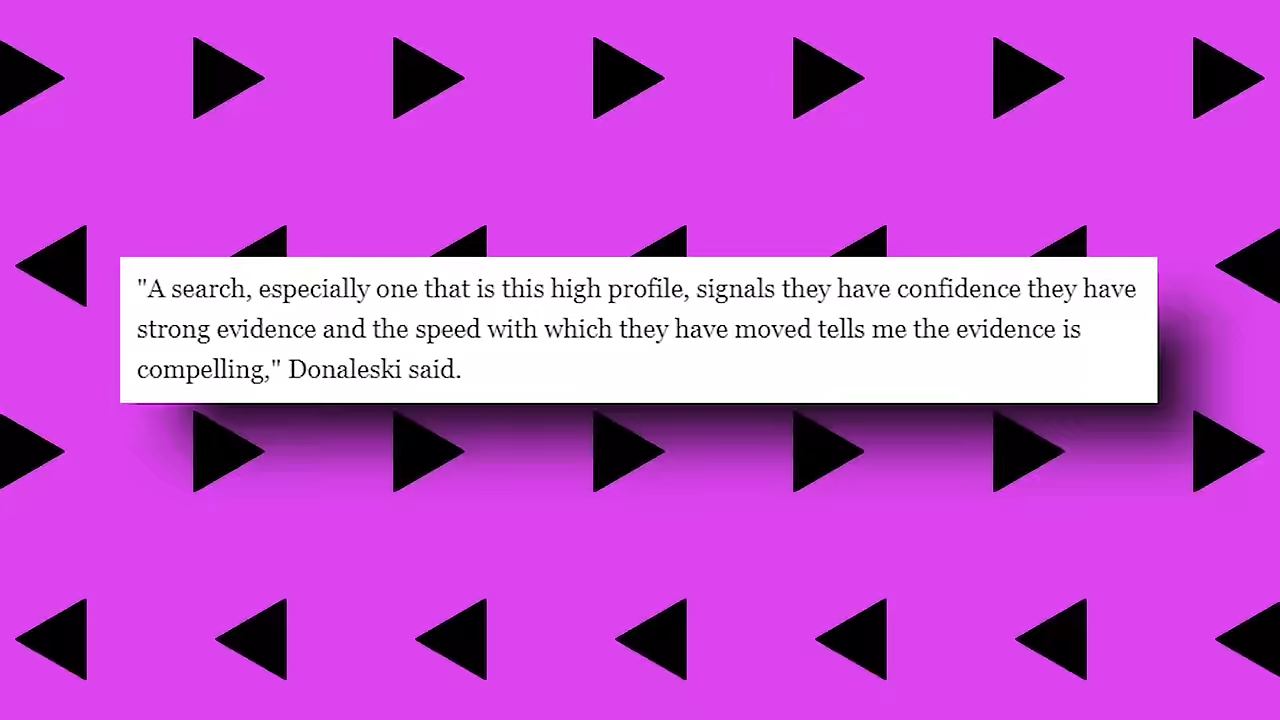 "A search, especially one that is this high profile, signals they have confidence they have
strong evidence and the speed with which they have moved tells me the evidence is
compelling," Donaleski said.